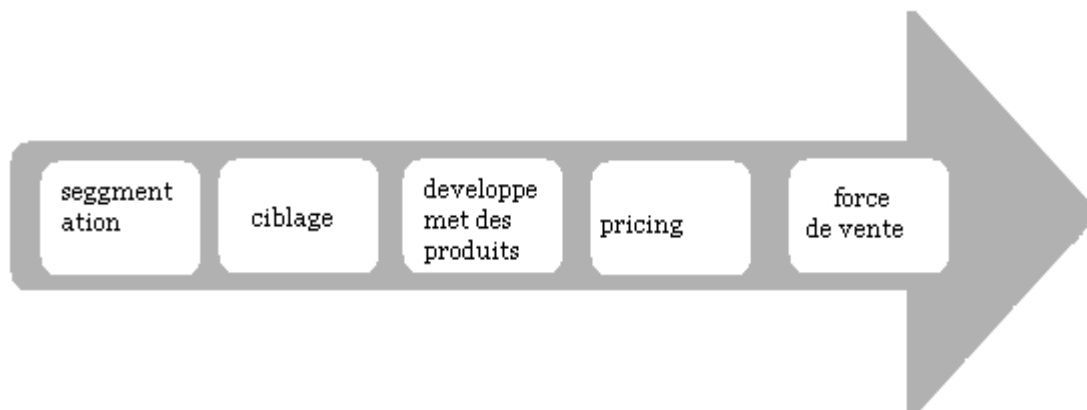 seggment
ation
ciblage
developpe
met des
produits
pricing
force
de vente